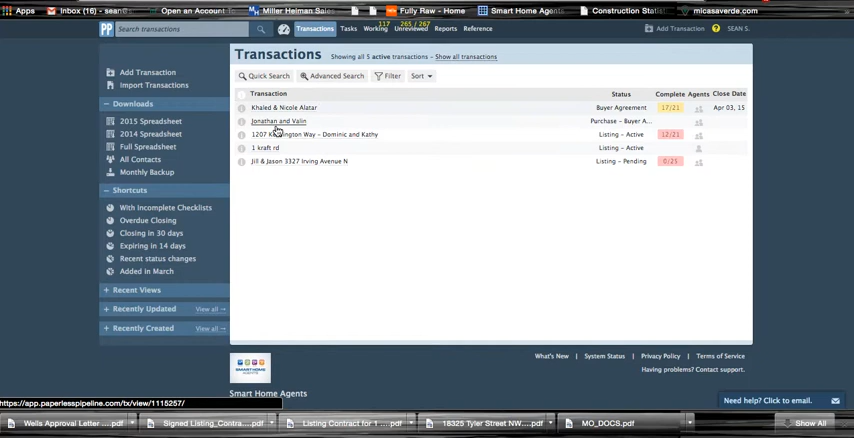 Apps Inbox (16) - sean Open an Account Miller Heiman Sales Fully Raw - Home Smart Home Agents Construction Statis micasaverde.com
PP Search transactions Transactions Tasks Working 117 Unreviewed 265 / 267 Reports Reference Add Transaction ? SEAN S.
Add Transaction
Import Transactions
Downloads
2015 Spreadsheet
2014 Spreadsheet
Full Spreadsheet
All Contacts
Monthly Backup
Shortcuts
With Incomplete Checklists
Overdue Closing
Closing in 30 days
Expiring in 14 days
Recent status changes
Added in March
+ Recent Views
+ Recently Updated View all →
+ Recently Created View all →
Transactions Showing all 5 active transactions – Show all transactions
Quick Search Advanced Search Filter Sort
Transaction Status Complete Agents Close Date
Khaled & Nicole Alatar Buyer Agreement 17/21 Apr 03, 15
Jonathan and Valin Purchase - Buyer A...
1207 Way - Dominic and Kathy Listing - Active 12/21
1 kraft rd Listing - Active
Jill & Jason 3327 Irving Avenue N Listing - Pending 0/25
What's New | System Status | Privacy Policy | Terms of Service
Having problems? Contact support.
SMART HOME
AGENTS
Smart Home Agents
https://app.paperlesspipeline.com/tx/view/1115257/
Need help? Click to email.
Wells Approval Letter ....pdf Signed Listing_Contra....pdf Listing Contract for 1 ....pdf 18325 Tyler Street NW....pdf MO_DOCS.pdf Show All